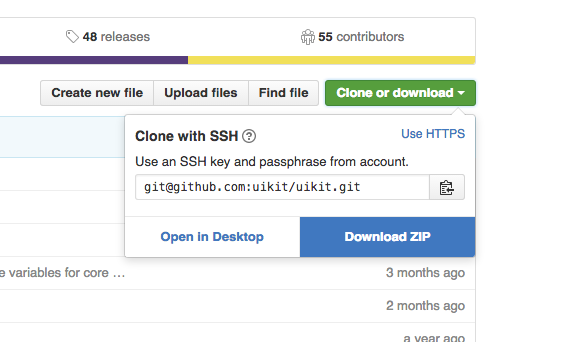 48 releases
55 contributors
Create new file
Upload files
Find file
Clone or download
Clone with SSH ?
Use HTTPS
Use an SSH key and passphrase from account.
git@github.com:uikit/uikit.git
Open in Desktop
Download ZIP
e variables for core …
3 months ago
2 months ago
a year ago